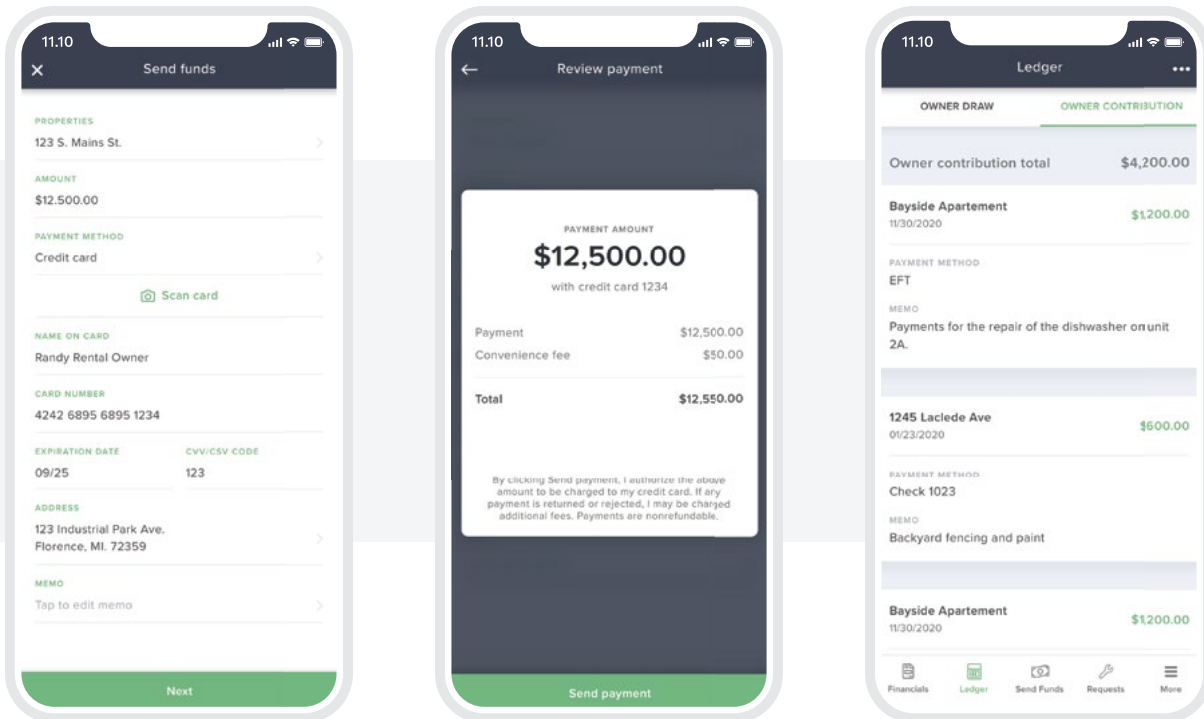 11.10
Send funds
PROPERTIES
123 S. Mains St.
AMOUNT
$12.500.00
PAYMENT METHOD
Credit card
Scan card
NAME ON CARD
Randy Rental Owner
CARD NUMBER
4242 6895 6895 1234
EXPIRATION DATE CVV/CSV CODE
09/25 123
ADDRESS
123 Industrial Park Ave.
Florence, MI. 72359
MEMO
Tap to edit memo
Next
11.10
Review payment
PAYMENT AMOUNT
$12,500.00
with credit card 1234
Payment $12,500.00
Convenience fee $50.00
Total $12,550.00
By clicking Send payment, I authorize the above
amount to be charged to my credit card. If any
payment is returned or rejected, I may be charged
additional fees. Payments are nonrefundable.
Send payment
11.10
Ledger
OWNER DRAW OWNER CONTRIBUTION
Owner contribution total $4,200.00
Bayside Apartement $1,200.00
11/30/2020
PAYMENT METHOD
EFT
MEMO
Payments for the repair of the dishwasher on unit
2A.
1245 Laclede Ave $600.00
01/23/2020
PAYMENT METHOD
Check 1023
MEMO
Backyard fencing and paint
Bayside Apartement $1,200.00
11/30/2020
Financials Ledger Send Funds Requests More